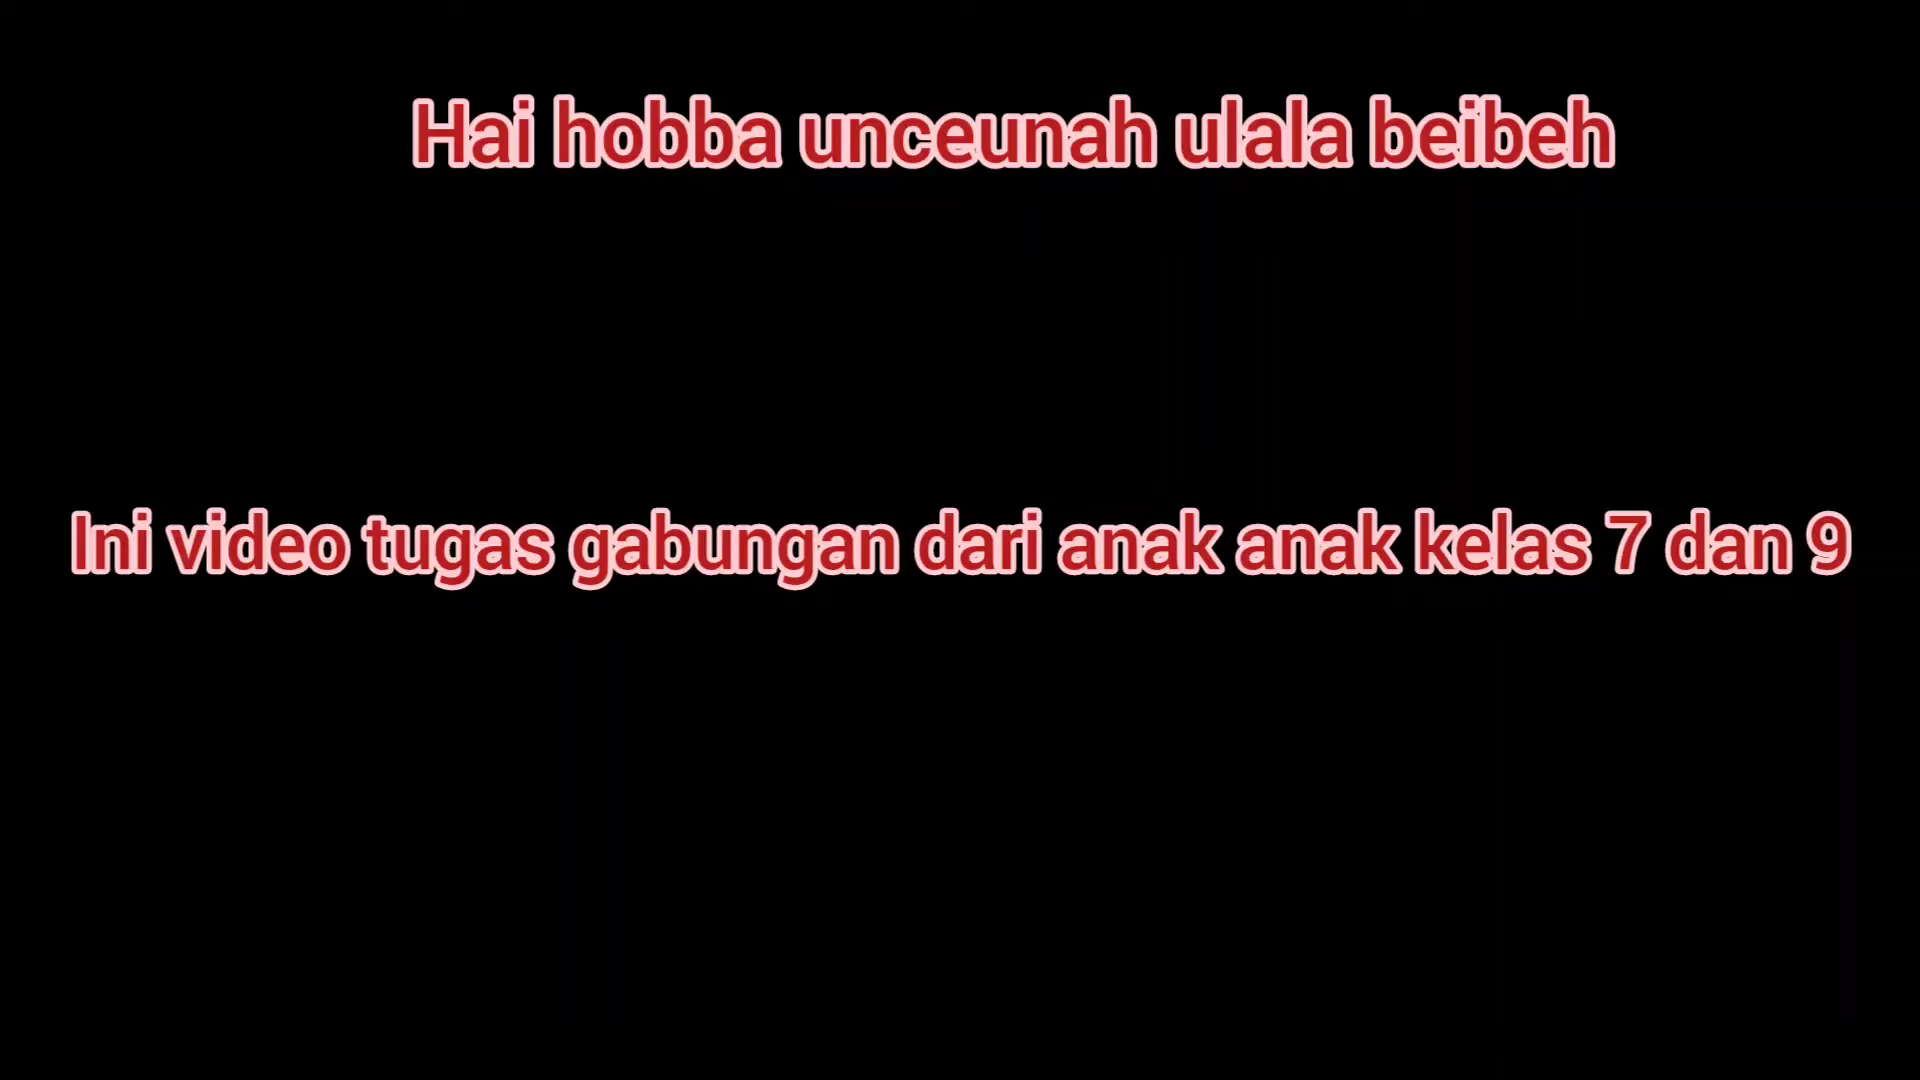 Hai hobba unceunah ulala beibeh
Ini video tugas gabungan dari anak anak kelas 7 dan 9